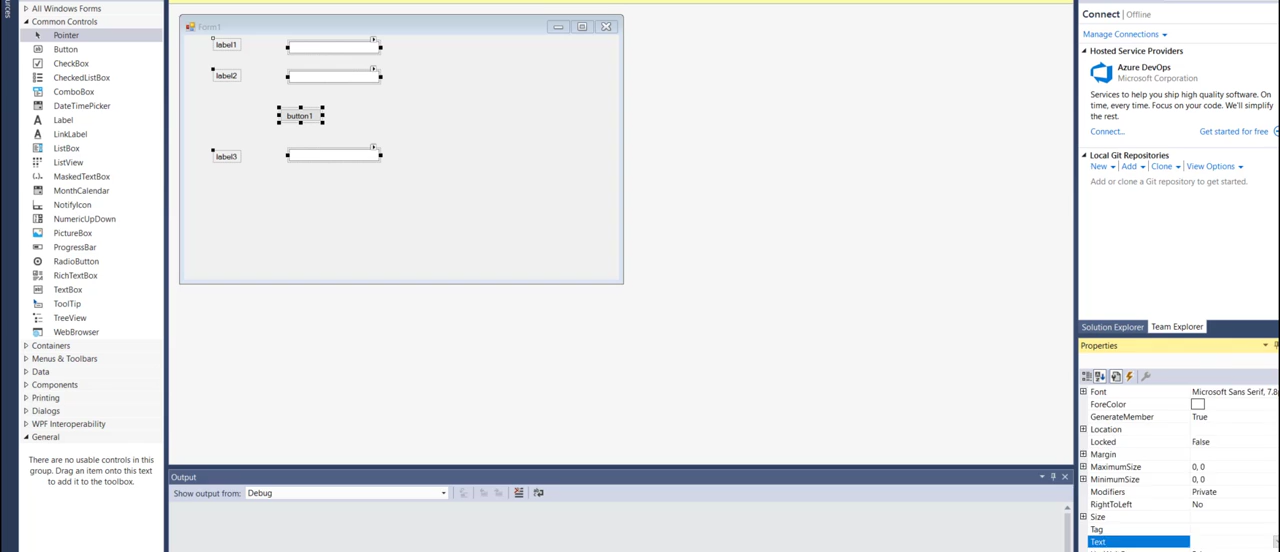 ources
All Windows Forms
Common Controls
Pointer
Button
CheckBox
CheckedListBox
ComboBox
DateTimePicker
Label
LinkLabel
ListBox
ListView
MaskedTextBox
MonthCalendar
NotifyIcon
NumericUpDown
PictureBox
ProgressBar
RadioButton
RichTextBox
TextBox
ToolTip
TreeView
WebBrowser
Containers
Menus & Toolbars
Data
Components
Printing
Dialogs
WPF Interoperability
General
There are no usable controls in this
group. Drag an item onto this text
to add it to the toolbox.
Form1
label1
label2
button1
label3
Output
Show output from: Debug
Connect | Offline
Manage Connections
Hosted Service Providers
Azure DevOps
Microsoft Corporation
Services to help you ship high quality software. On
time, every time. Focus on your code. We'll simplify
the rest.
Connect... Get started for free
Local Git Repositories
New Add Clone View Options
Add or clone a Git repository to get started.
Solution Explorer Team Explorer
Properties
Font Microsoft Sans Serif, 7.8
ForeColor
GenerateMember True
Location
Locked False
Margin
MaximumSize 0, 0
MinimumSize 0, 0
Modifiers Private
RightToLeft No
Size
Tag
Text